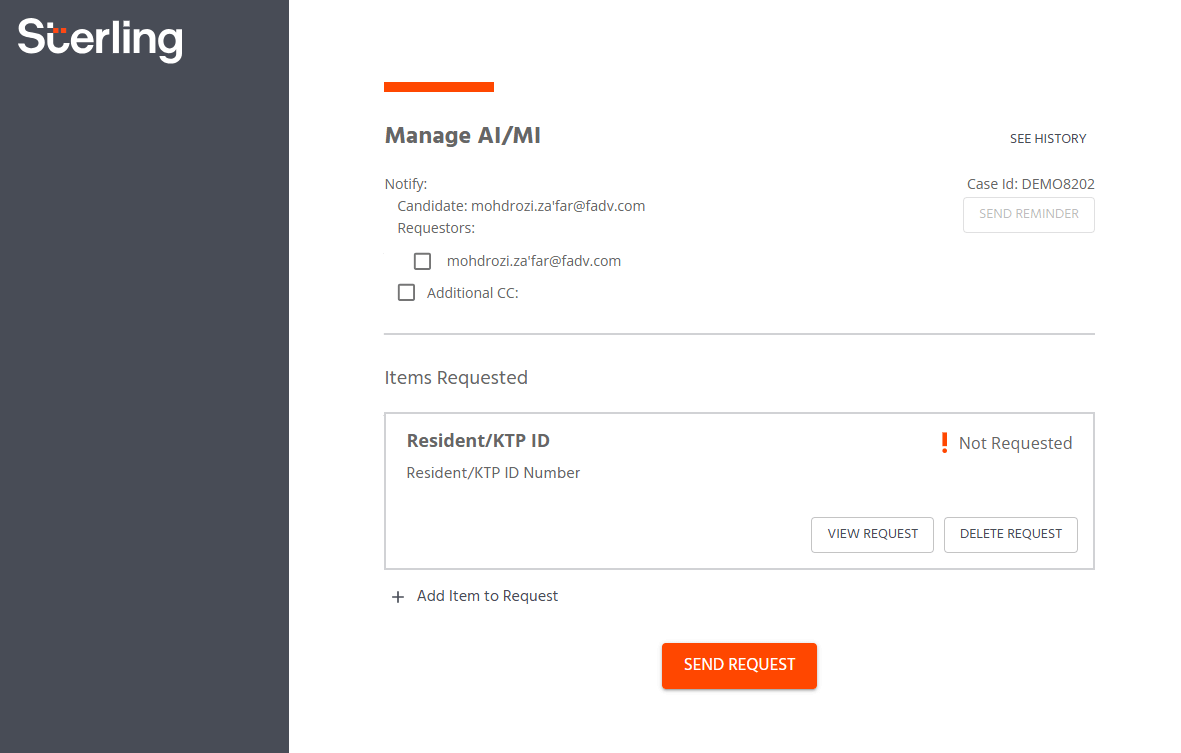 Sterling
Manage AI/MI
SEE HISTORY
Notify:
Case Id: DEMO8202
Candidate: mohdrozi.za'far@fadv.com
SEND REMINDER
Requestors:
mohdrozi.za'far@fadv.com
Additional CC:
Items Requested
Resident/KTP ID
Not Requested
Resident/KTP ID Number
VIEW REQUEST
DELETE REQUEST
+ Add Item to Request
SEND REQUEST